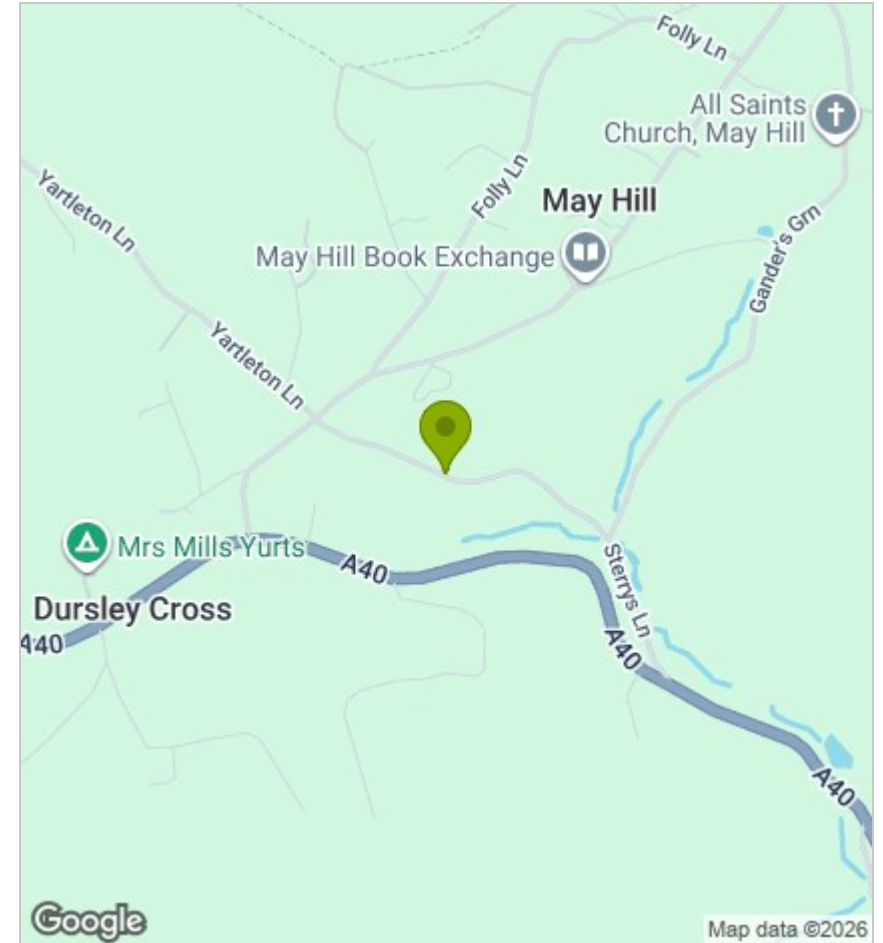 Folly Ln
All Saints
Church, May Hill
Yartleton Ln
Folly Ln
May Hill
Gander's Grn
May Hill Book Exchange
Yartleton Ln
Mrs Mills Yurts
A40
Sterrys Ln
Dursley Cross
A40
A40
A40
Google
Map data ©2026